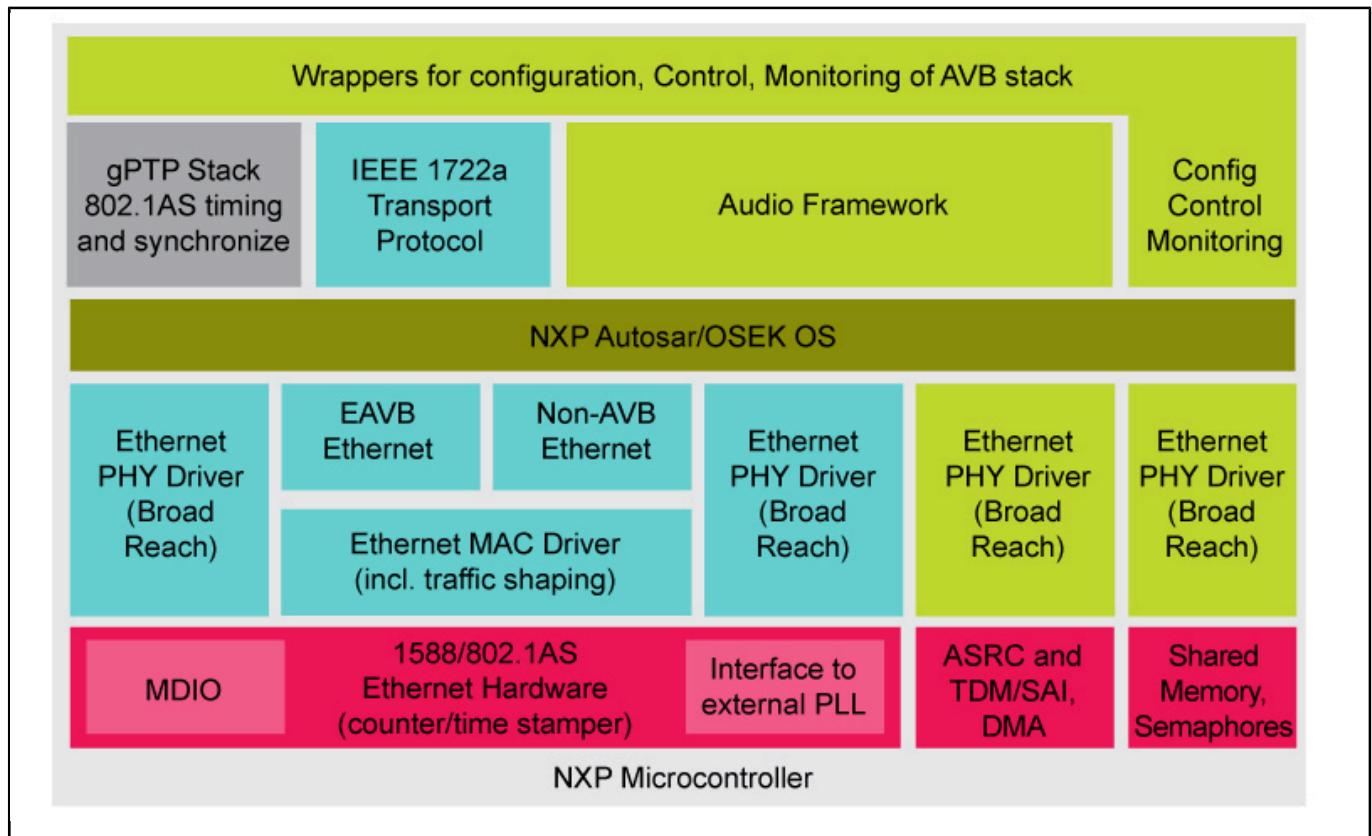 Wrappers for configuration, Control, Monitoring of AVB stack
gPTP Stack
802.1AS timing
and synchronize
IEEE 1722a
Transport
Protocol
Audio Framework
Config
Control
Monitoring
NXP Autosar/OSEK OS
Ethernet
PHY Driver
(Broad
Reach)
EAVB
Ethernet
Non-AVB
Ethernet
Ethernet MAC Driver
(incl. traffic shaping)
Ethernet
PHY Driver
(Broad
Reach)
Ethernet
PHY Driver
(Broad
Reach)
Ethernet
PHY Driver
(Broad
Reach)
MDIO
1588/802.1AS
Ethernet Hardware
(counter/time stamper)
Interface to
external PLL
ASRC and
TDM/SAI,
DMA
Shared
Memory,
Semaphores
NXP Microcontroller